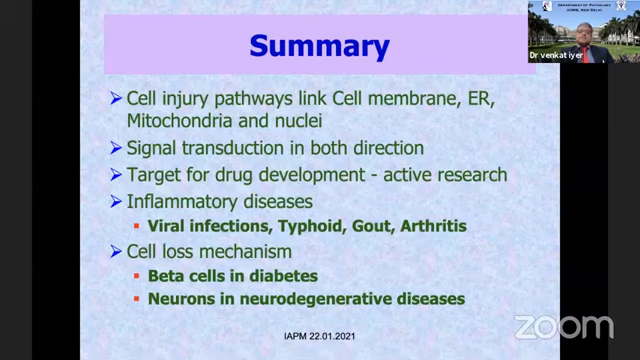 Summary
DEPARTMENT OF PATHOLOGY
AIIMS, NEW DELHI
Dr venkat iyer
Cell injury pathways link Cell membrane, ER,
Mitochondria and nuclei
Signal transduction in both direction
Target for drug development - active research
Inflammatory diseases
Viral infections, Typhoid, Gout, Arthritis
Cell loss mechanism
Beta cells in diabetes
Neurons in neurodegenerative diseases
IAPM 22.01.2021
zoom